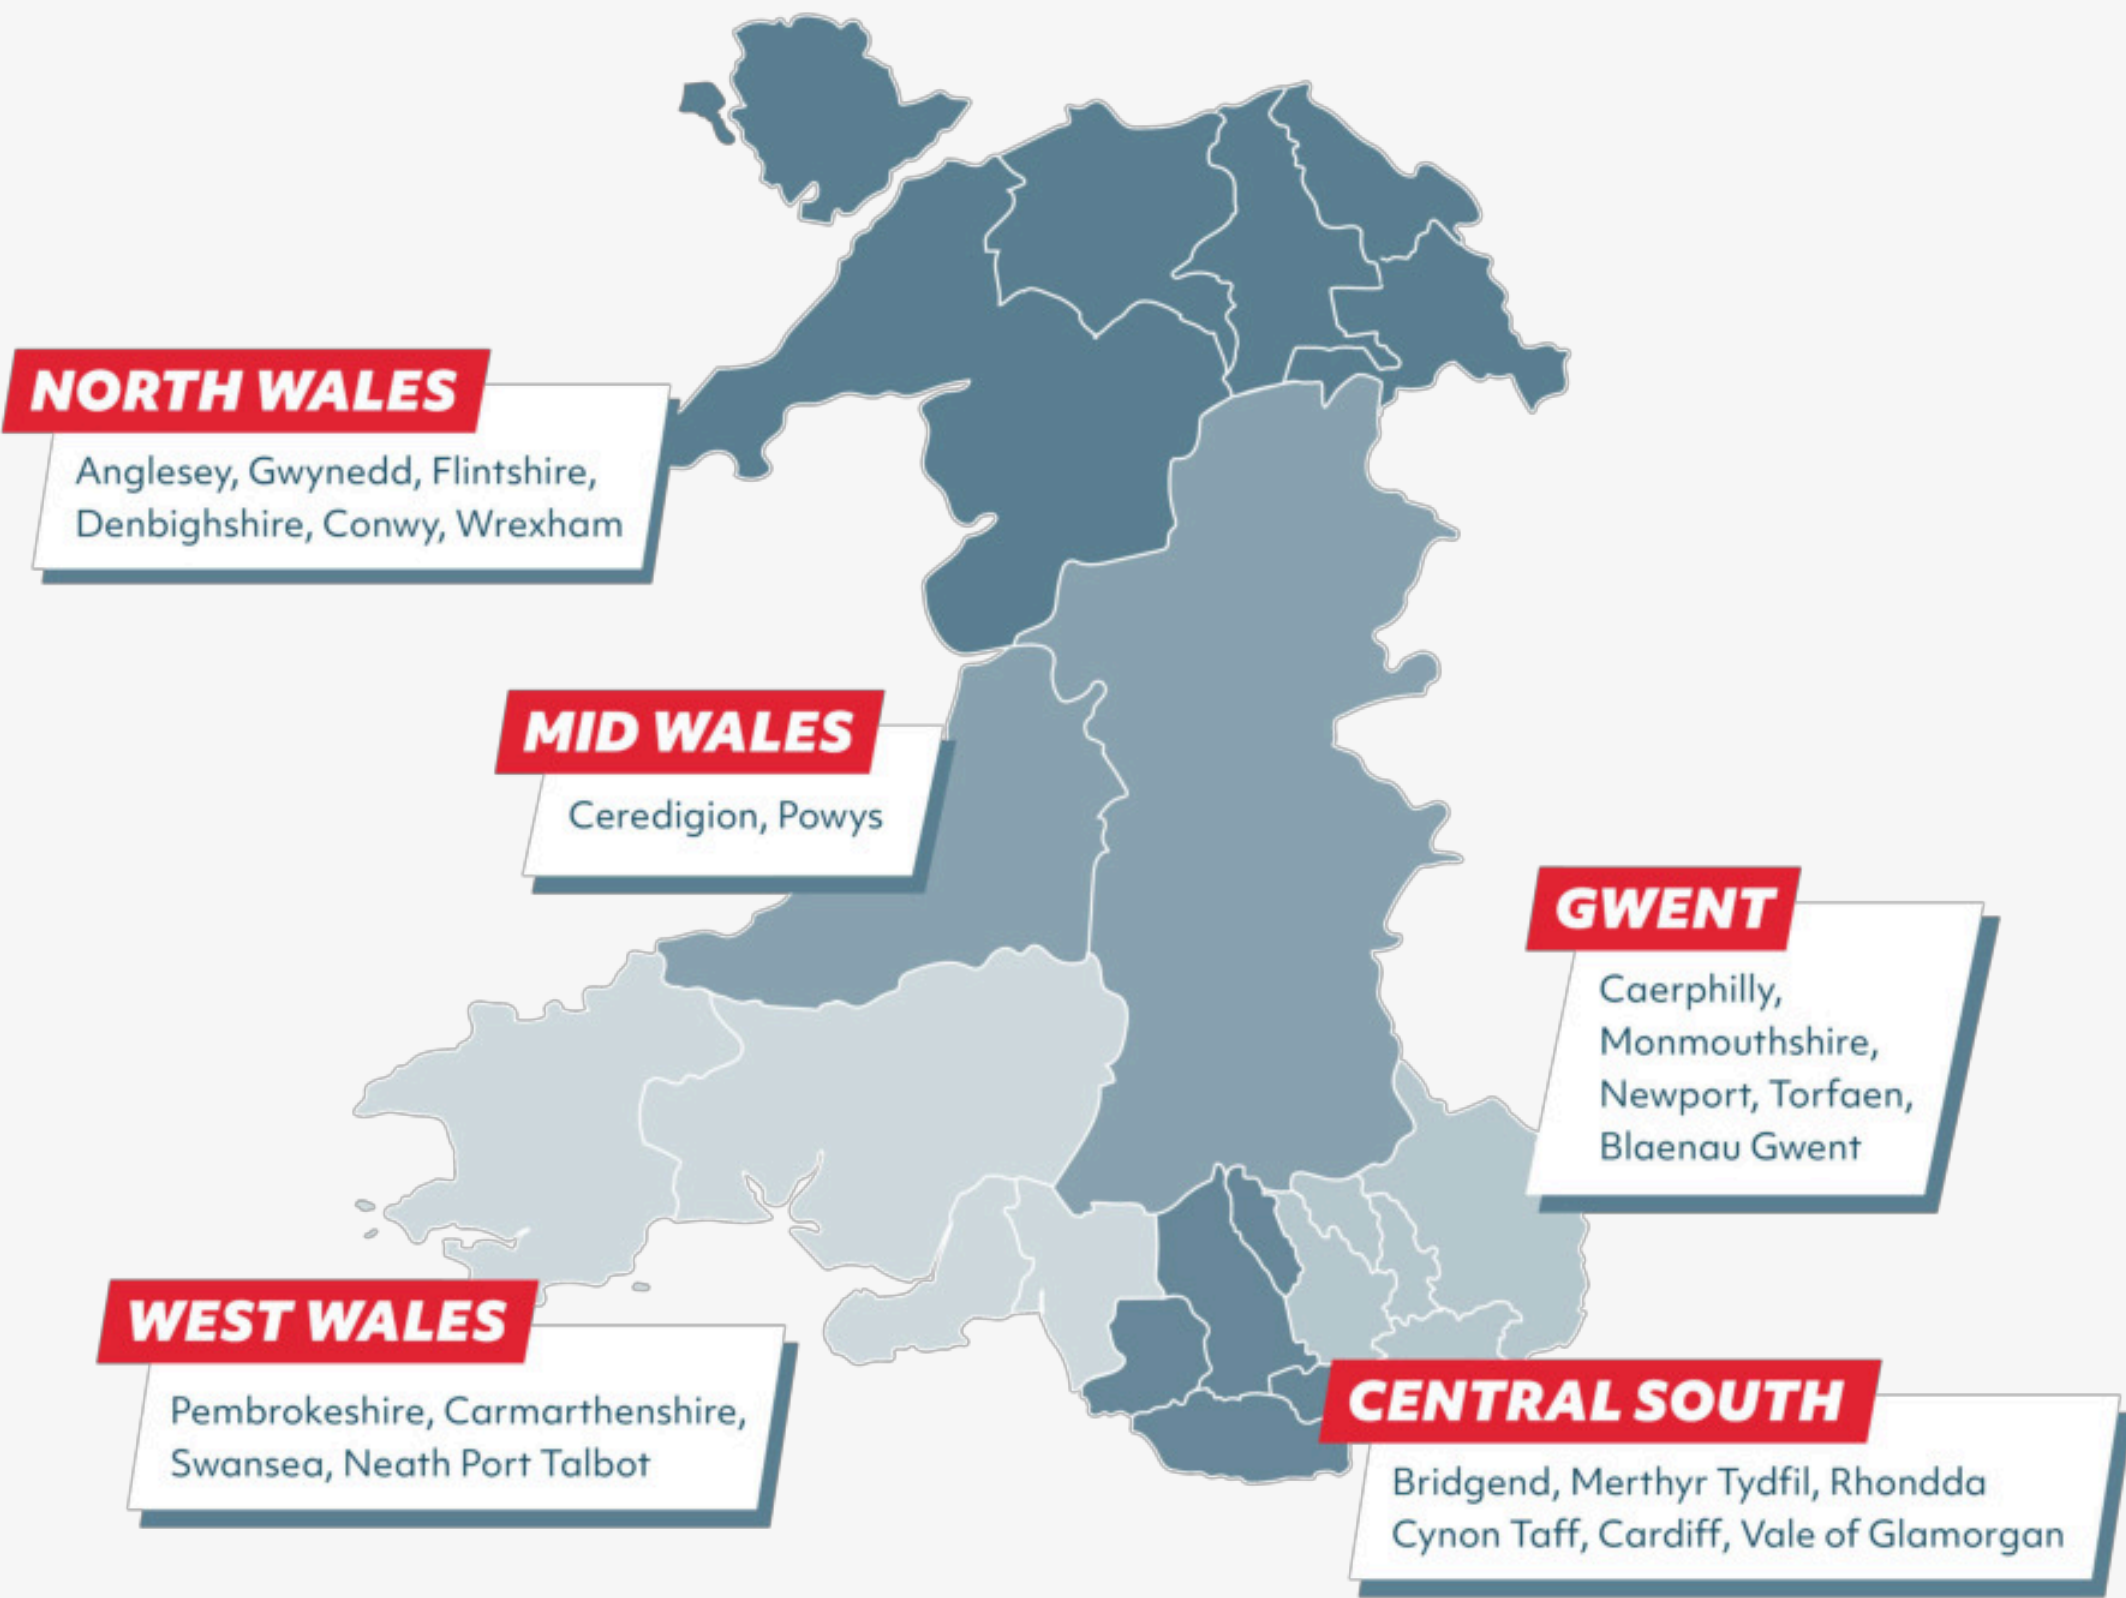 NORTH WALES
Anglesey, Gwynedd, Flintshire,
Denbighshire, Conwy, Wrexham
MID WALES
Ceredigion, Powys
GWENT
Caerphilly,
Monmouthshire,
Newport, Torfaen,
Blaenau Gwent
WEST WALES
Pembrokeshire, Carmarthenshire,
Swansea, Neath Port Talbot
CENTRAL SOUTH
Bridgend, Merthyr Tydfil, Rhondda
Cynon Taff, Cardiff, Vale of Glamorgan